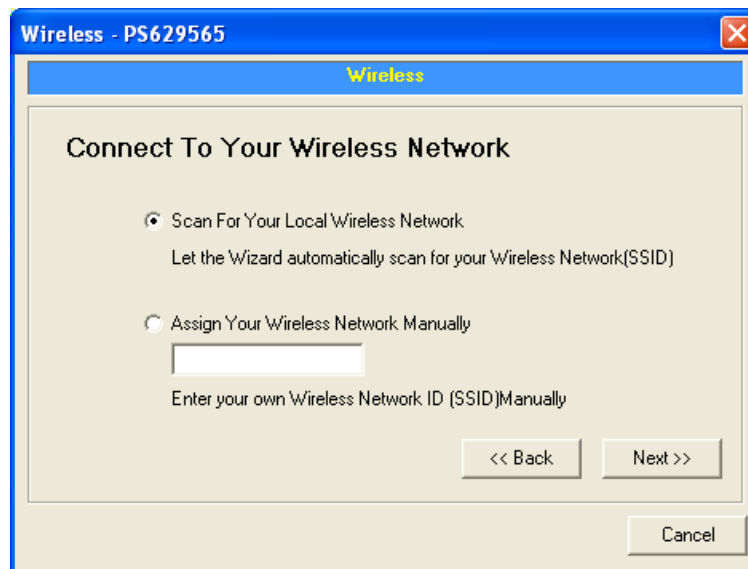 Wireless - PS629565
Wireless
Connect To Your Wireless Network
Scan For Your Local Wireless Network
Let the Wizard automatically scan for your Wireless Network(SSID)
Assign Your Wireless Network Manually
Enter your own Wireless Network ID (SSID)Manually
<< Back
Next >>
Cancel